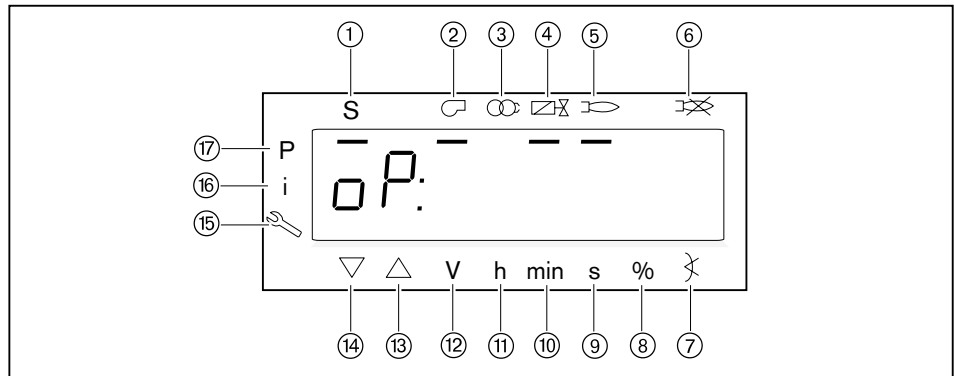 ① ② ③ ④ ⑤ ⑥
S
⑰ P
⑯ i
oP:
⑮
V h min s %
⑭ ⑬ ⑫ ⑪ ⑩ ⑨ ⑧ ⑦